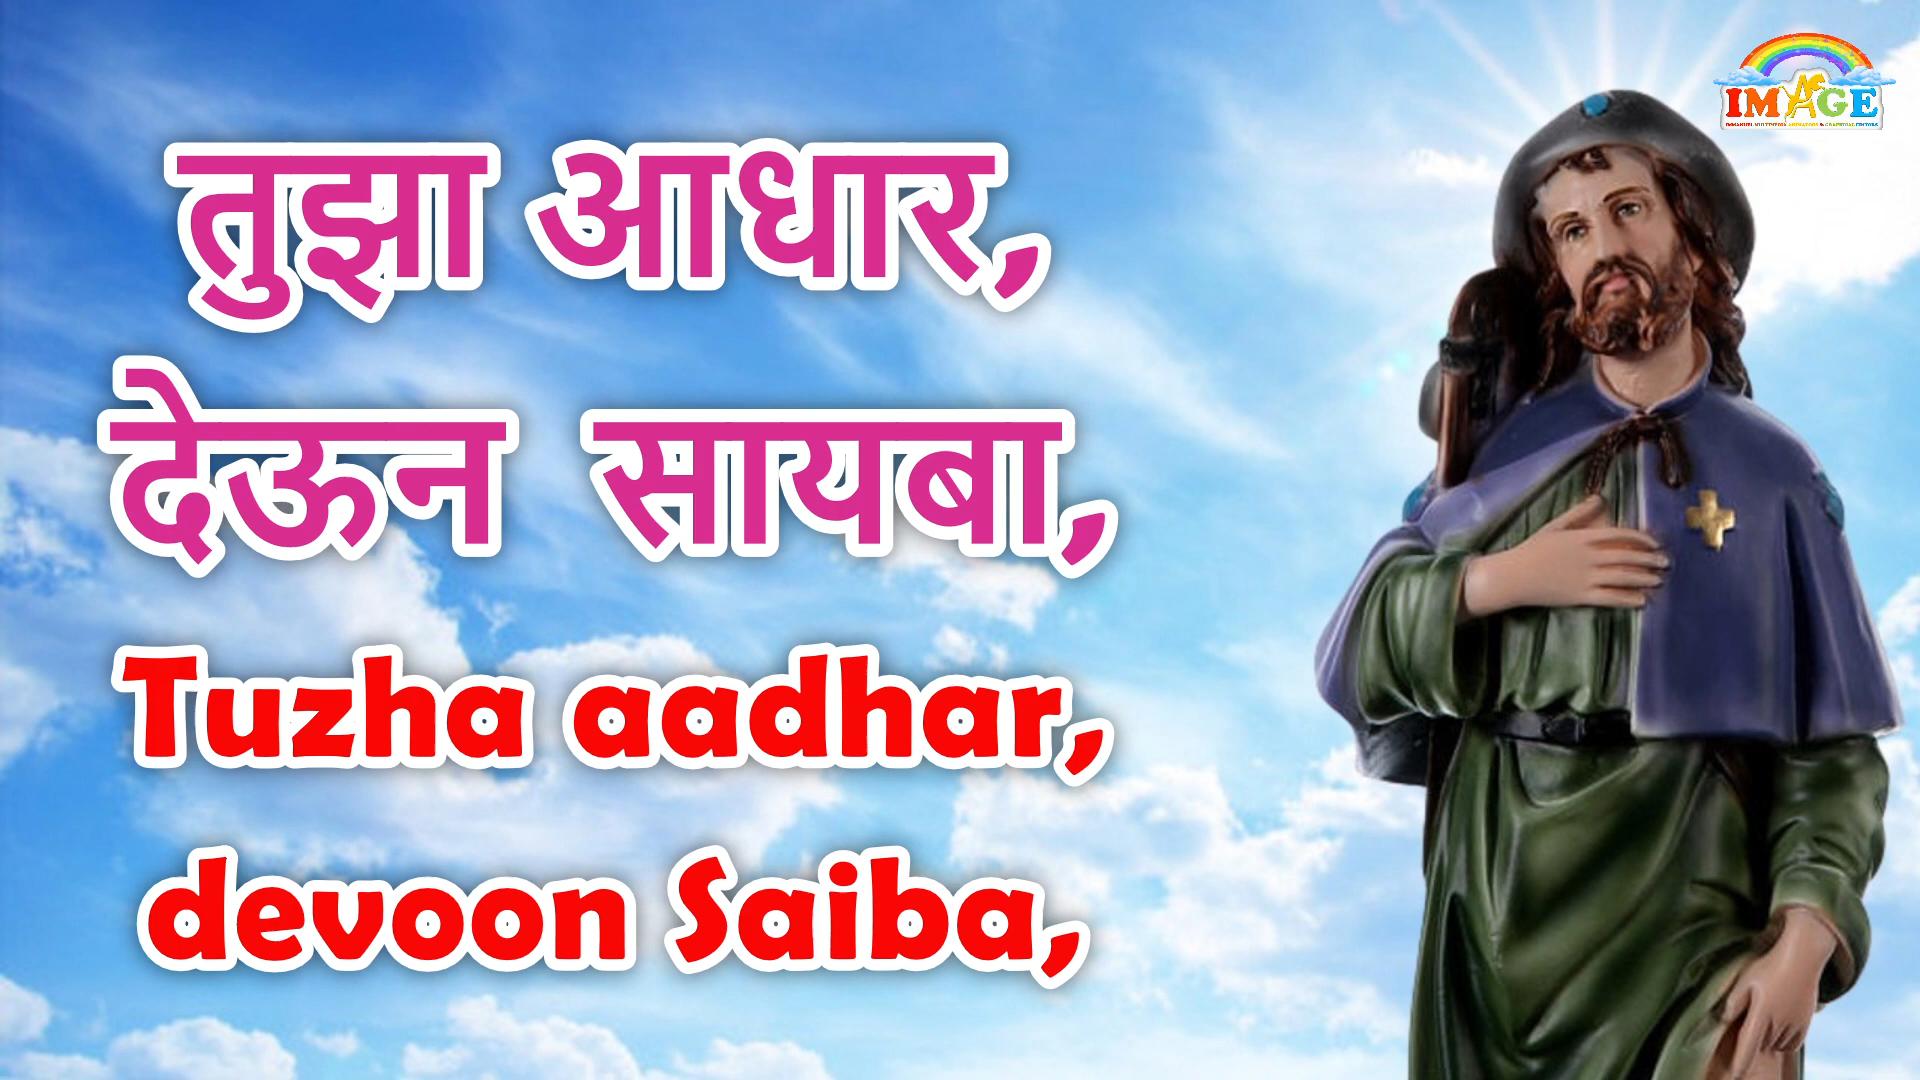 तुझा आधार,
देऊन सायबा,
Tuzha aadhar,
devoon Saiba,
IMAGE